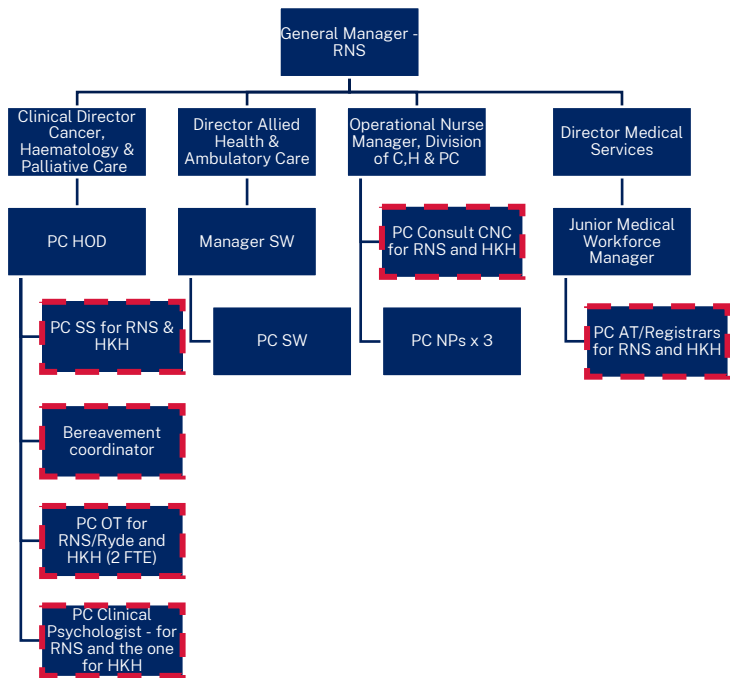 General Manager -
RNS
Clinical Director
Cancer,
Haematology &
Palliative Care
Director Allied
Health &
Ambulatory Care
Operational Nurse
Manager, Division
of C,H & PC
Director Medical
Services
PC HOD
Manager SW
PC Consult CNC
for RNS and HKH
Junior Medical
Workforce
Manager
PC SS for RNS &
HKH
PC SW
PC NPs x 3
PC AT/Registrars
for RNS and HKH
Bereavement
coordinator
PC OT for
RNS/Ryde and
HKH (2 FTE)
PC Clinical
Psychologist - for
RNS and the one
for HKH